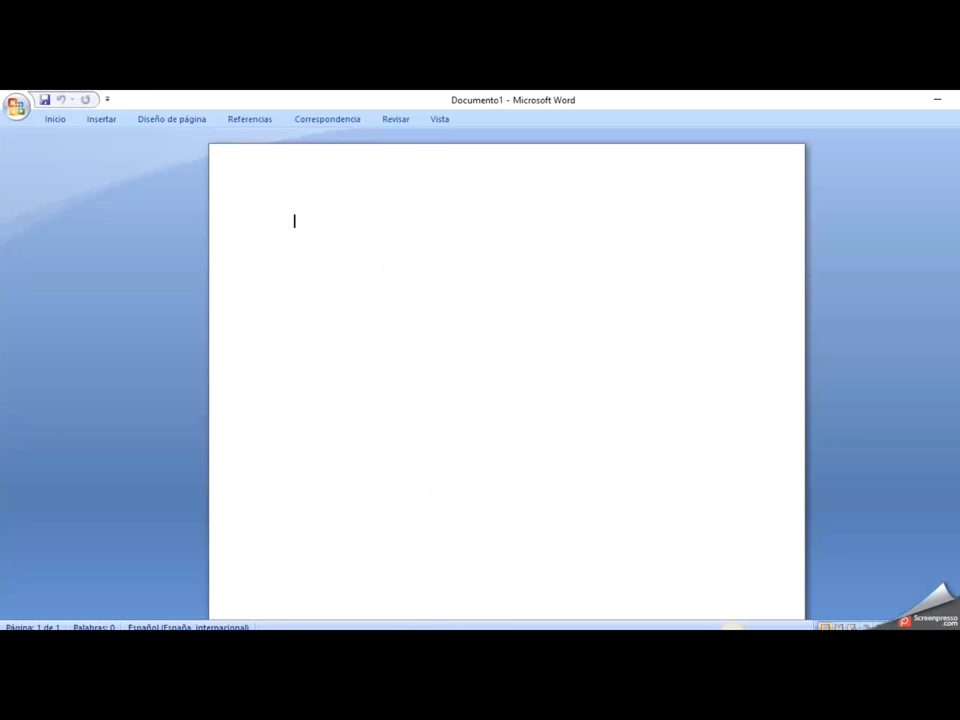 Documento1 - Microsoft Word
Inicio Insertar Diseño de página Referencias Correspondencia Revisar Vista
Página: 1 de 1 Palabras: 0 Español (España, internacional)
Screenpresso
.com